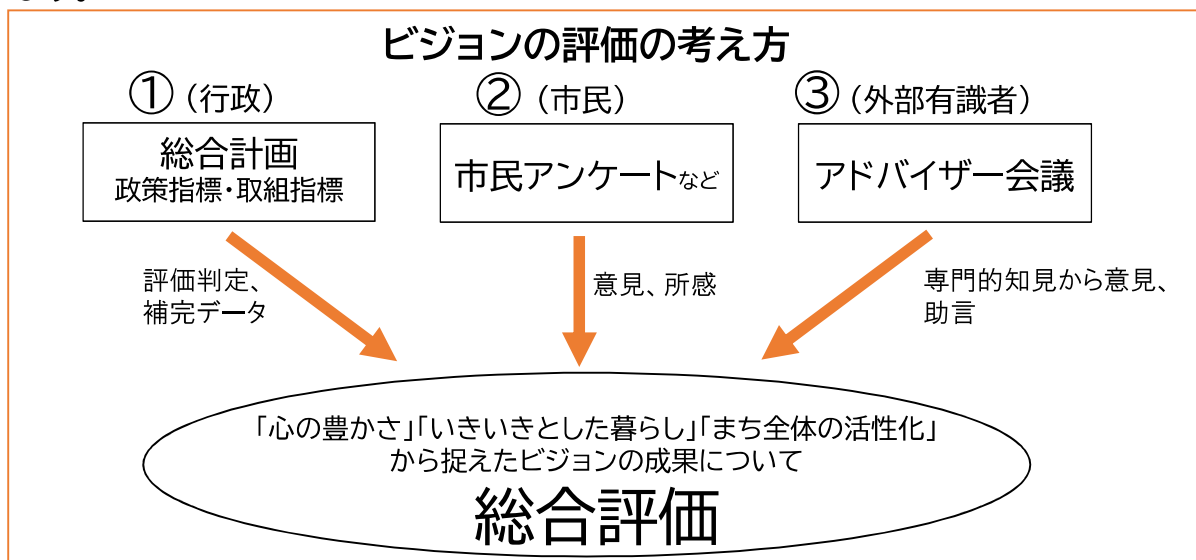 ビジョンの評価の考え方
①（行政）
総合計画
政策指標・取組指標
②（市民）
市民アンケートなど
③（外部有識者）
アドバイザー会議
評価判定、
補完データ
意見、所感
専門的知見から意見、
助言
「心の豊かさ」「いきいきとした暮らし」「まち全体の活性化」
から捉えたビジョンの成果について
総合評価